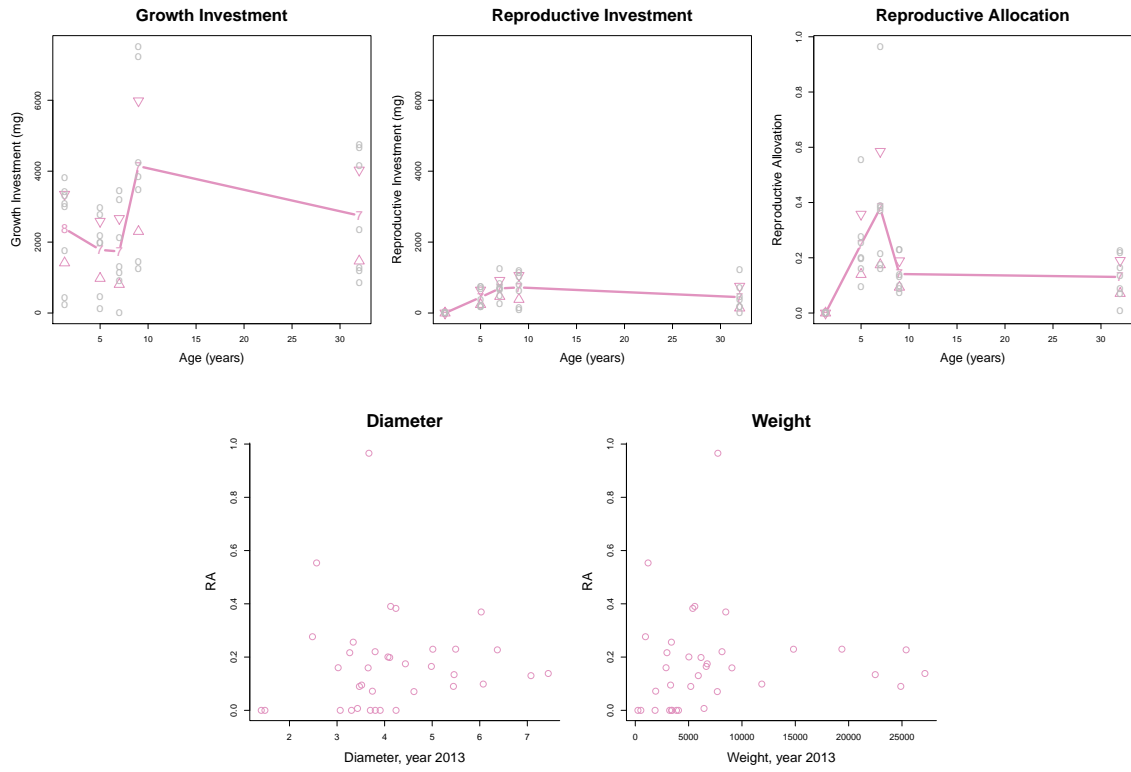 Growth Investment
Growth Investment (mg)
0 2000 4000 6000
5 10 15 20 25 30
Age (years)
Reproductive Investment
Reproductive Investment (mg)
0 2000 4000 6000
5 10 15 20 25 30
Age (years)
Reproductive Allocation
Reproductive Allovation
0.0 0.2 0.4 0.6 0.8 1.0
5 10 15 20 25 30
Age (years)
Diameter
RA
0.0 0.2 0.4 0.6 0.8 1.0
2 3 4 5 6 7
Diameter, year 2013
Weight
RA
0.0 0.2 0.4 0.6 0.8 1.0
0 5000 10000 15000 20000 25000
Weight, year 2013